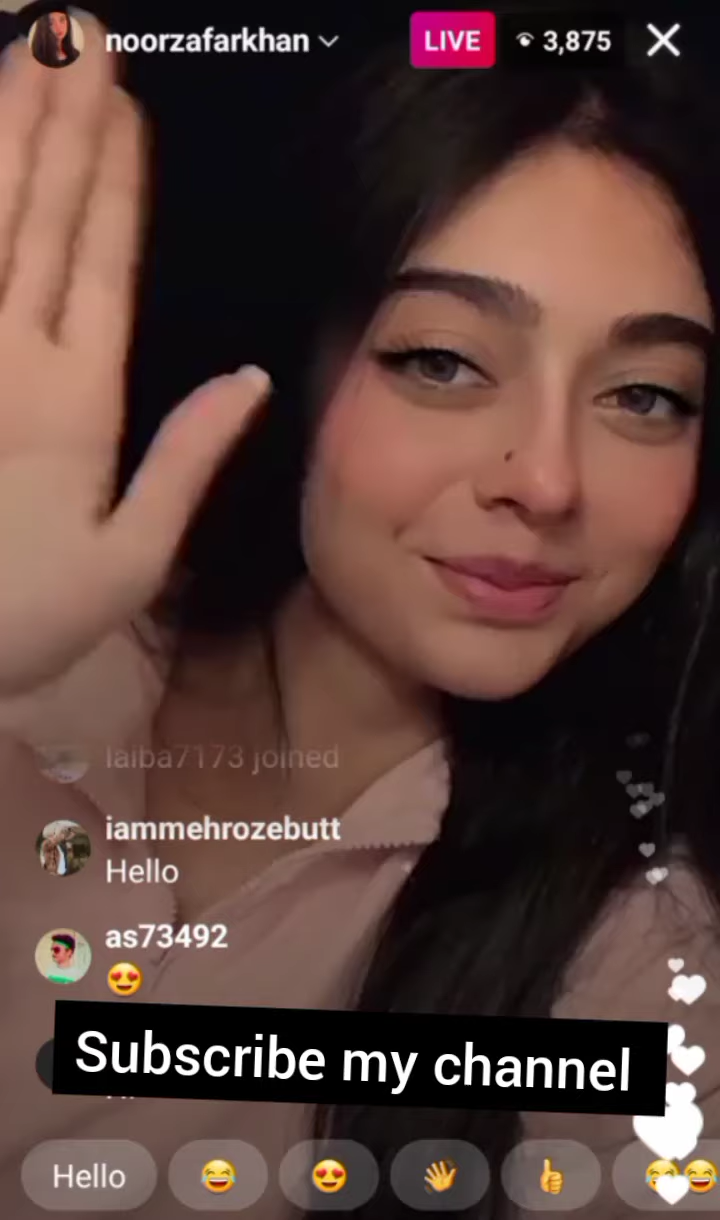 noorzafarkhan
LIVE
3,875
laiba7173 joined
iammehrozebutt
Hello
as73492
Subscribe my channel
Hello